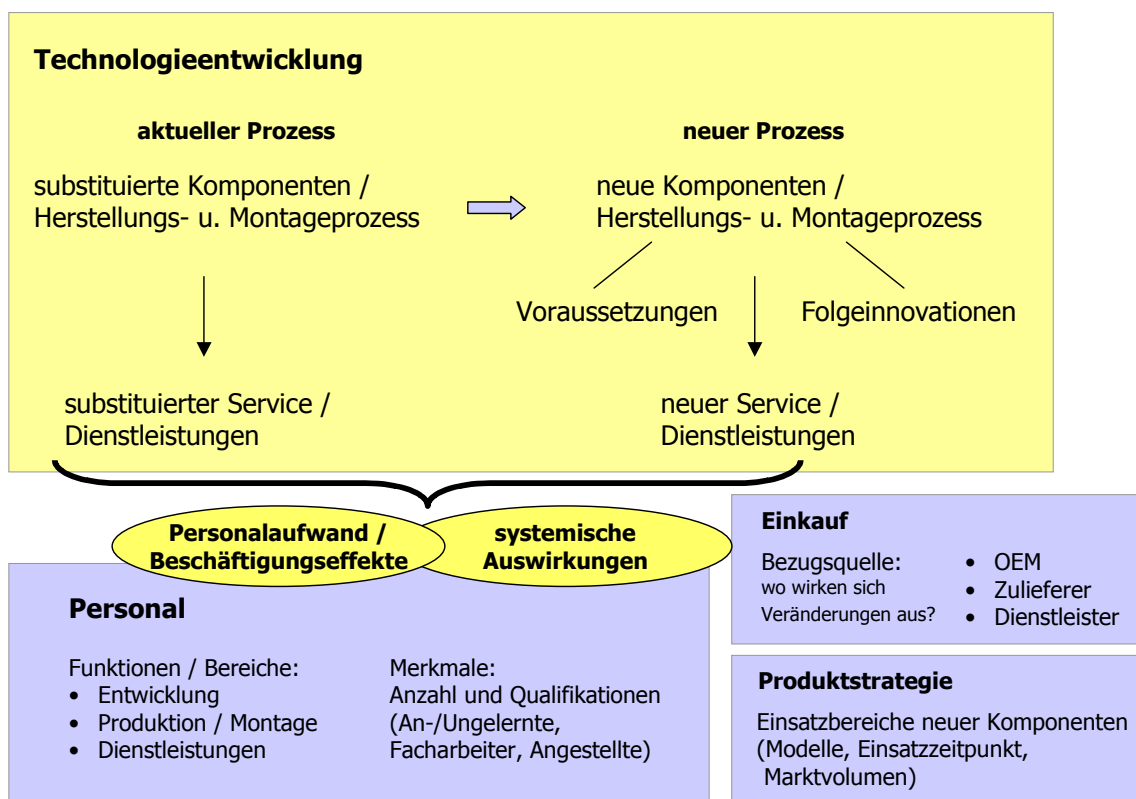 Technologieentwicklung
aktueller Prozess
substituierte Komponenten /
Herstellungs- u. Montageprozess
substituierter Service /
Dienstleistungen
neuer Prozess
neue Komponenten /
Herstellungs- u. Montageprozess
Voraussetzungen
Folgeinnovationen
neuer Service /
Dienstleistungen
Personalaufwand /
Beschäftigungseffekte
systemische
Auswirkungen
Personal
Funktionen / Bereiche:
• Entwicklung
• Produktion / Montage
• Dienstleistungen
Merkmale:
Anzahl und Qualifikationen
(An-/Ungelernte,
Facharbeiter, Angestellte)
Einkauf
Bezugsquelle:
wo wirken sich
Veränderungen aus?
• OEM
• Zulieferer
• Dienstleister
Produktstrategie
Einsatzbereiche neuer Komponenten
(Modelle, Einsatzzeitpunkt,
Marktvolumen)